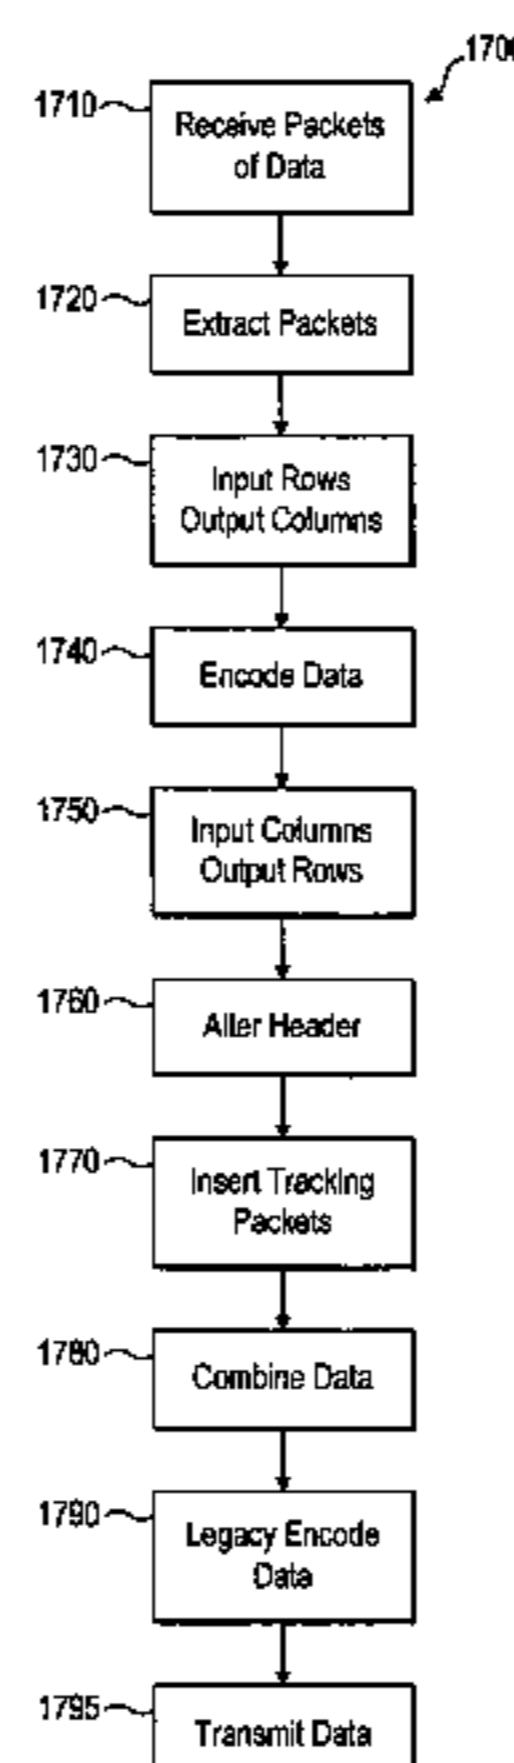 1710
Receive Packets
of Data
1720
Extract Packets
1730
Input Rows
Output Columns
1740
Encode Data
1750
Input Columns
Output Rows
1760
Alter Header
1770
Insert Tracking
Packets
1780
Combine Data
1790
Legacy Encode
Data
1795
Transmit Data